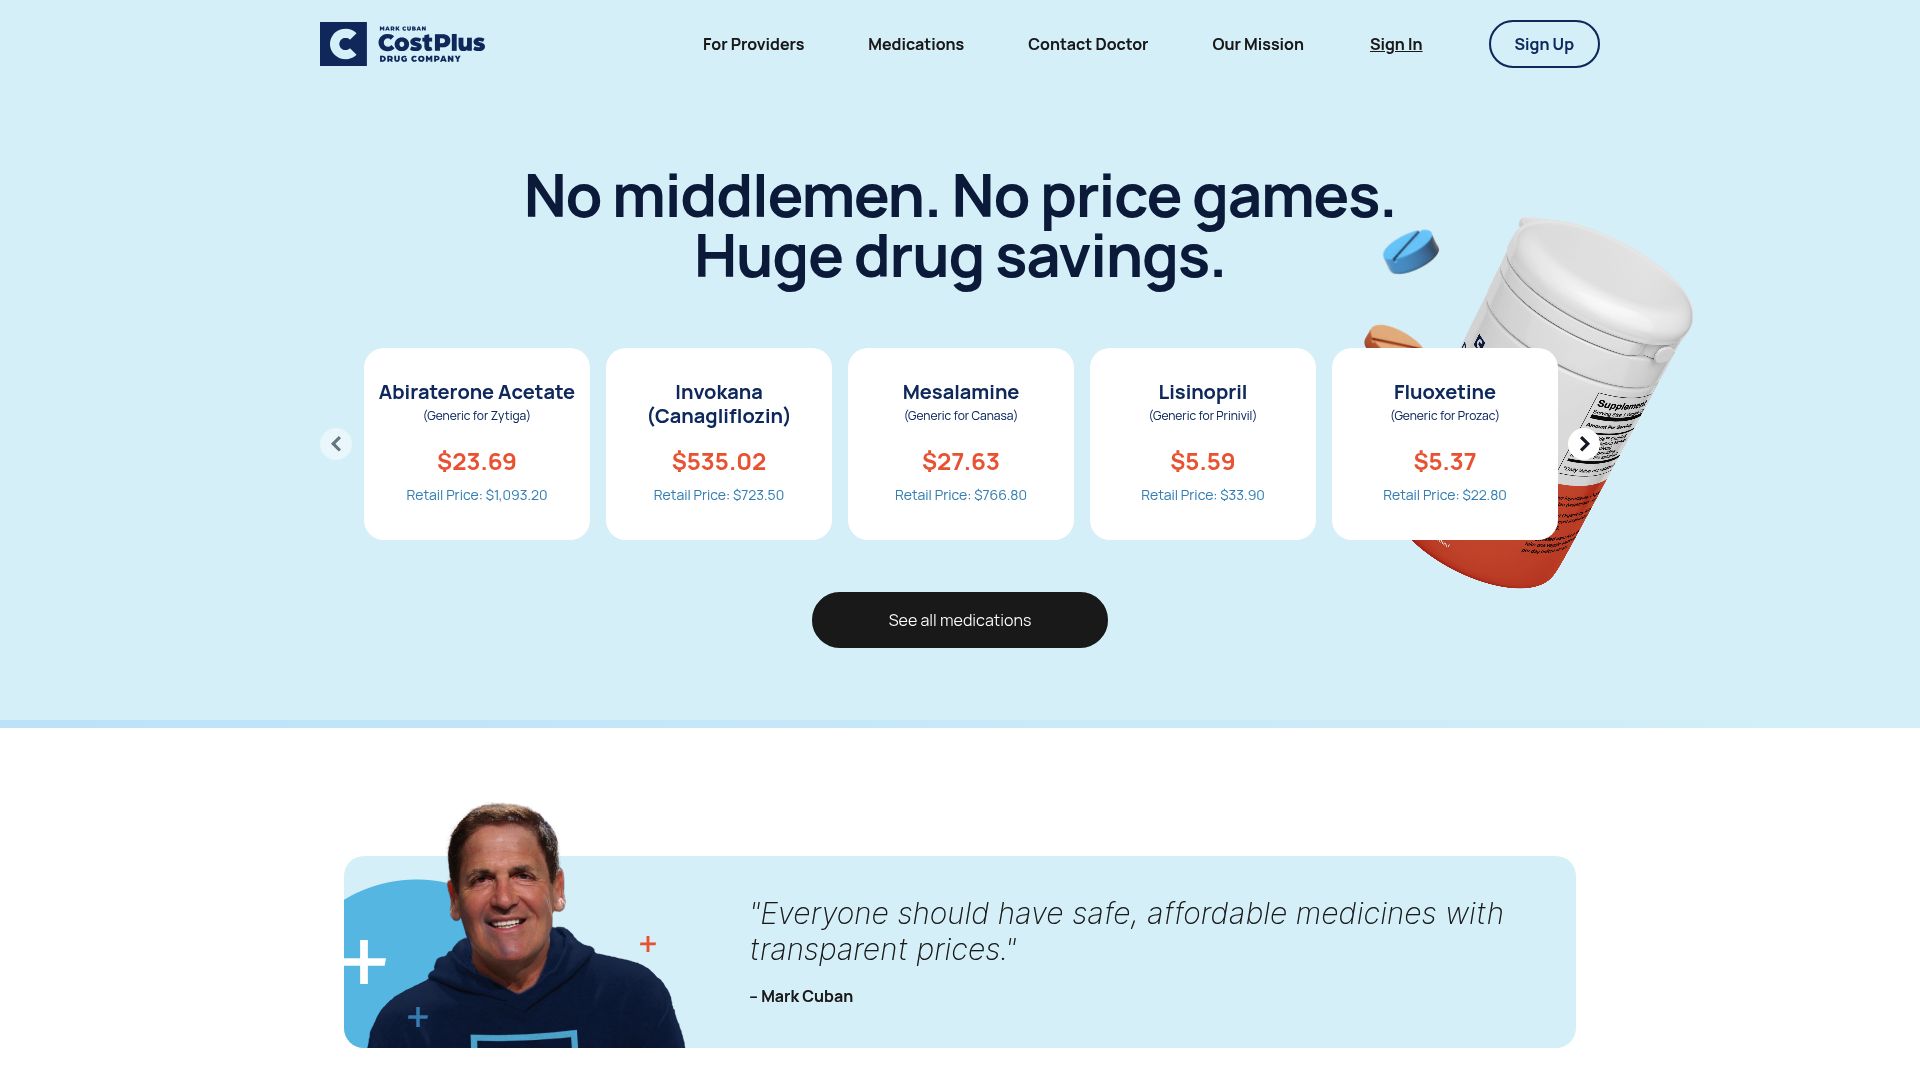 MARK CUBAN
CostPlus
DRUG COMPANY
For Providers
Medications
Contact Doctor
Our Mission
Sign In
Sign Up
No middlemen. No price games.
Huge drug savings.
Abiraterone Acetate
(Generic for Zytiga)
$23.69
Retail Price: $1,093.20
Invokana
(Canagliflozin)
$535.02
Retail Price: $723.50
Mesalamine
(Generic for Canasa)
$27.63
Retail Price: $766.80
Lisinopril
(Generic for Prinivil)
$5.59
Retail Price: $33.90
Fluoxetine
(Generic for Prozac)
$5.37
Retail Price: $22.80
See all medications
"Everyone should have safe, affordable medicines with
transparent prices."
– Mark Cuban